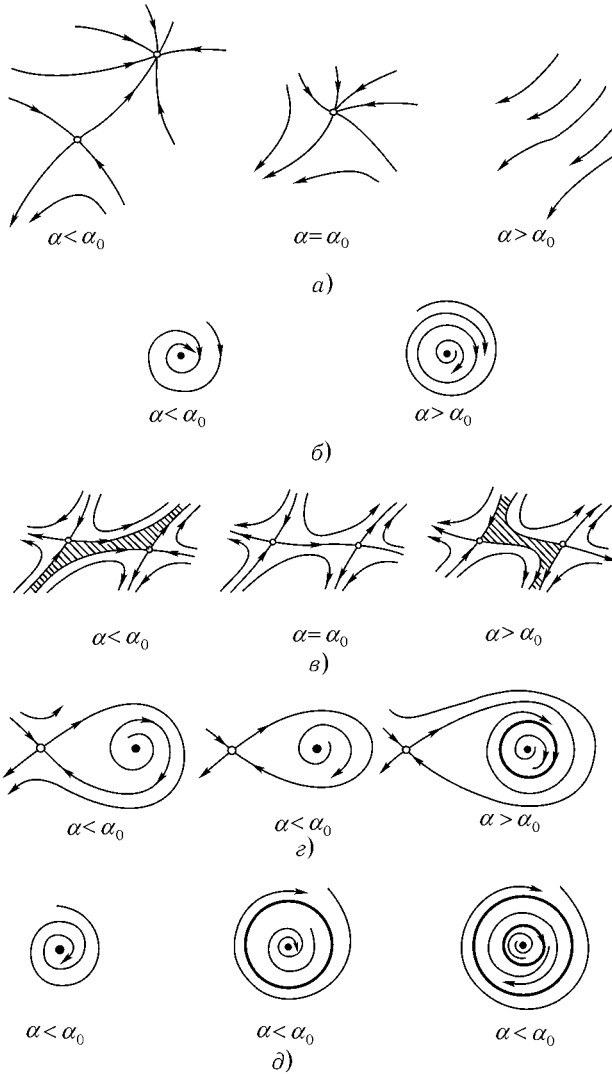 α < α₀ α = α₀ α > α₀
а)
α < α₀ α > α₀
б)
α < α₀ α = α₀ α > α₀
в)
α < α₀ α < α₀ α > α₀
г)
α < α₀ α < α₀ α < α₀
д)